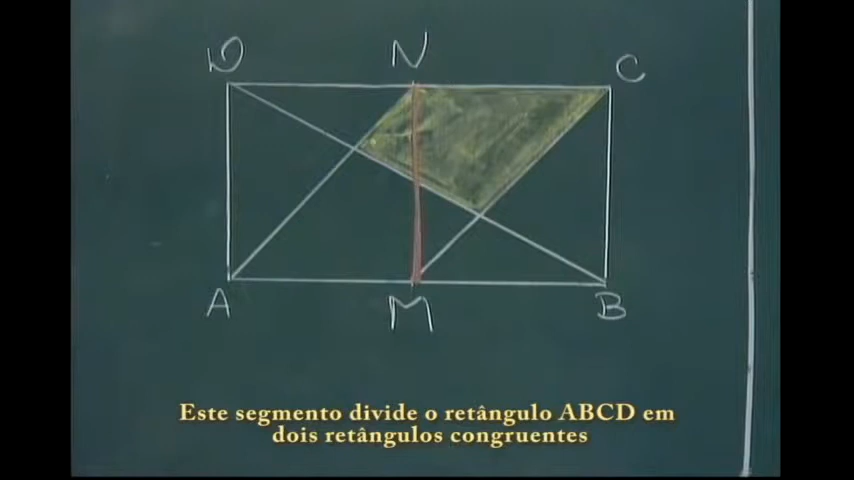 D N C
A M B
Este segmento divide o retângulo ABCD em
dois retângulos congruentes